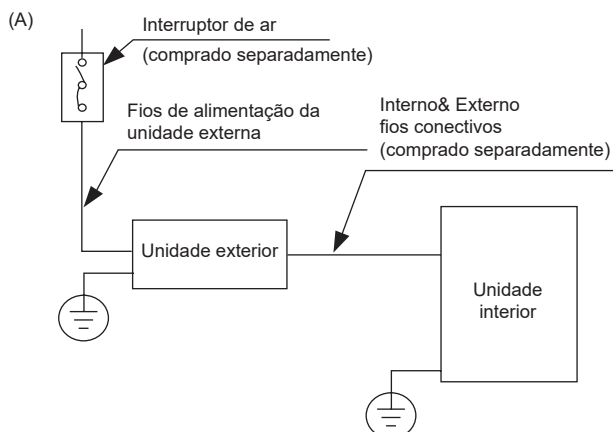 (A)
Interruptor de ar
(comprado separadamente)
Fios de alimentação da
unidade externa
Interno& Externo
fios conectivos
(comprado separadamente)
Unidade exterior
Unidade
interior